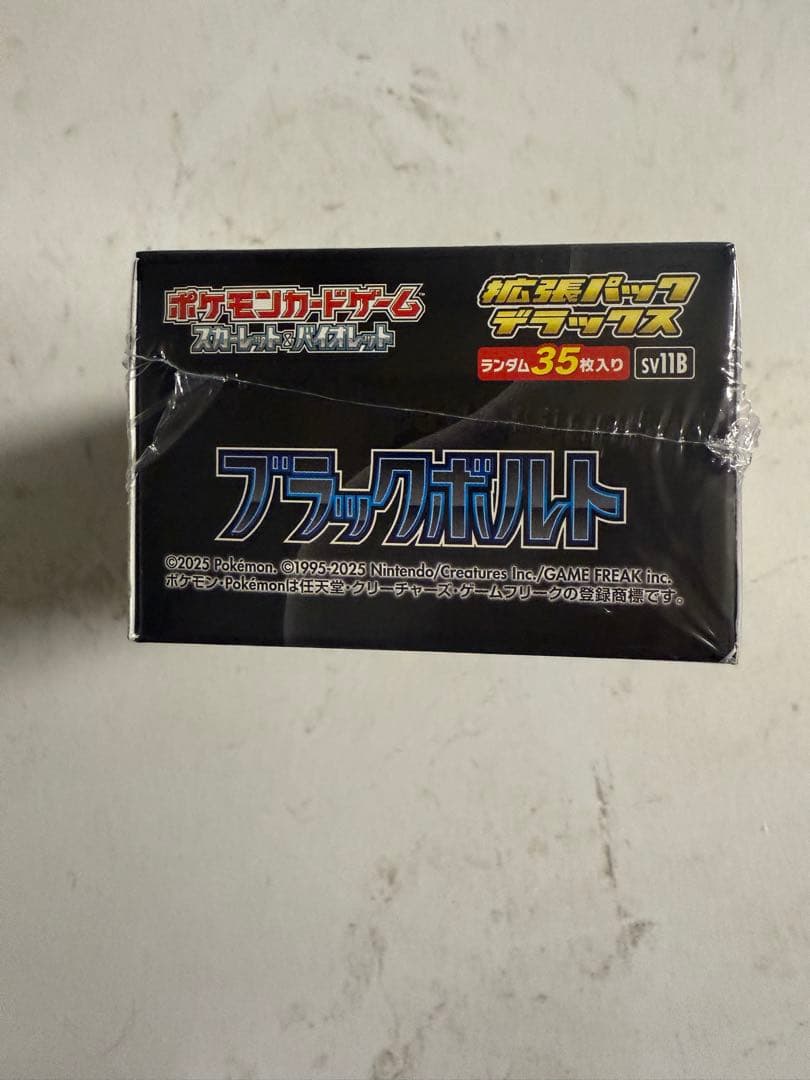 ポケモンカードゲーム
スカーレット&バイオレット
拡張パック
デラックス
ランダム35枚入り
SV11B
ブラックボルト
©2025 Pokémon. ©1995-2025 Nintendo/Creatures Inc./GAME FREAK inc.
ポケモン・Pokémonは任天堂・クリーチャーズ・ゲームフリークの登録商標です。